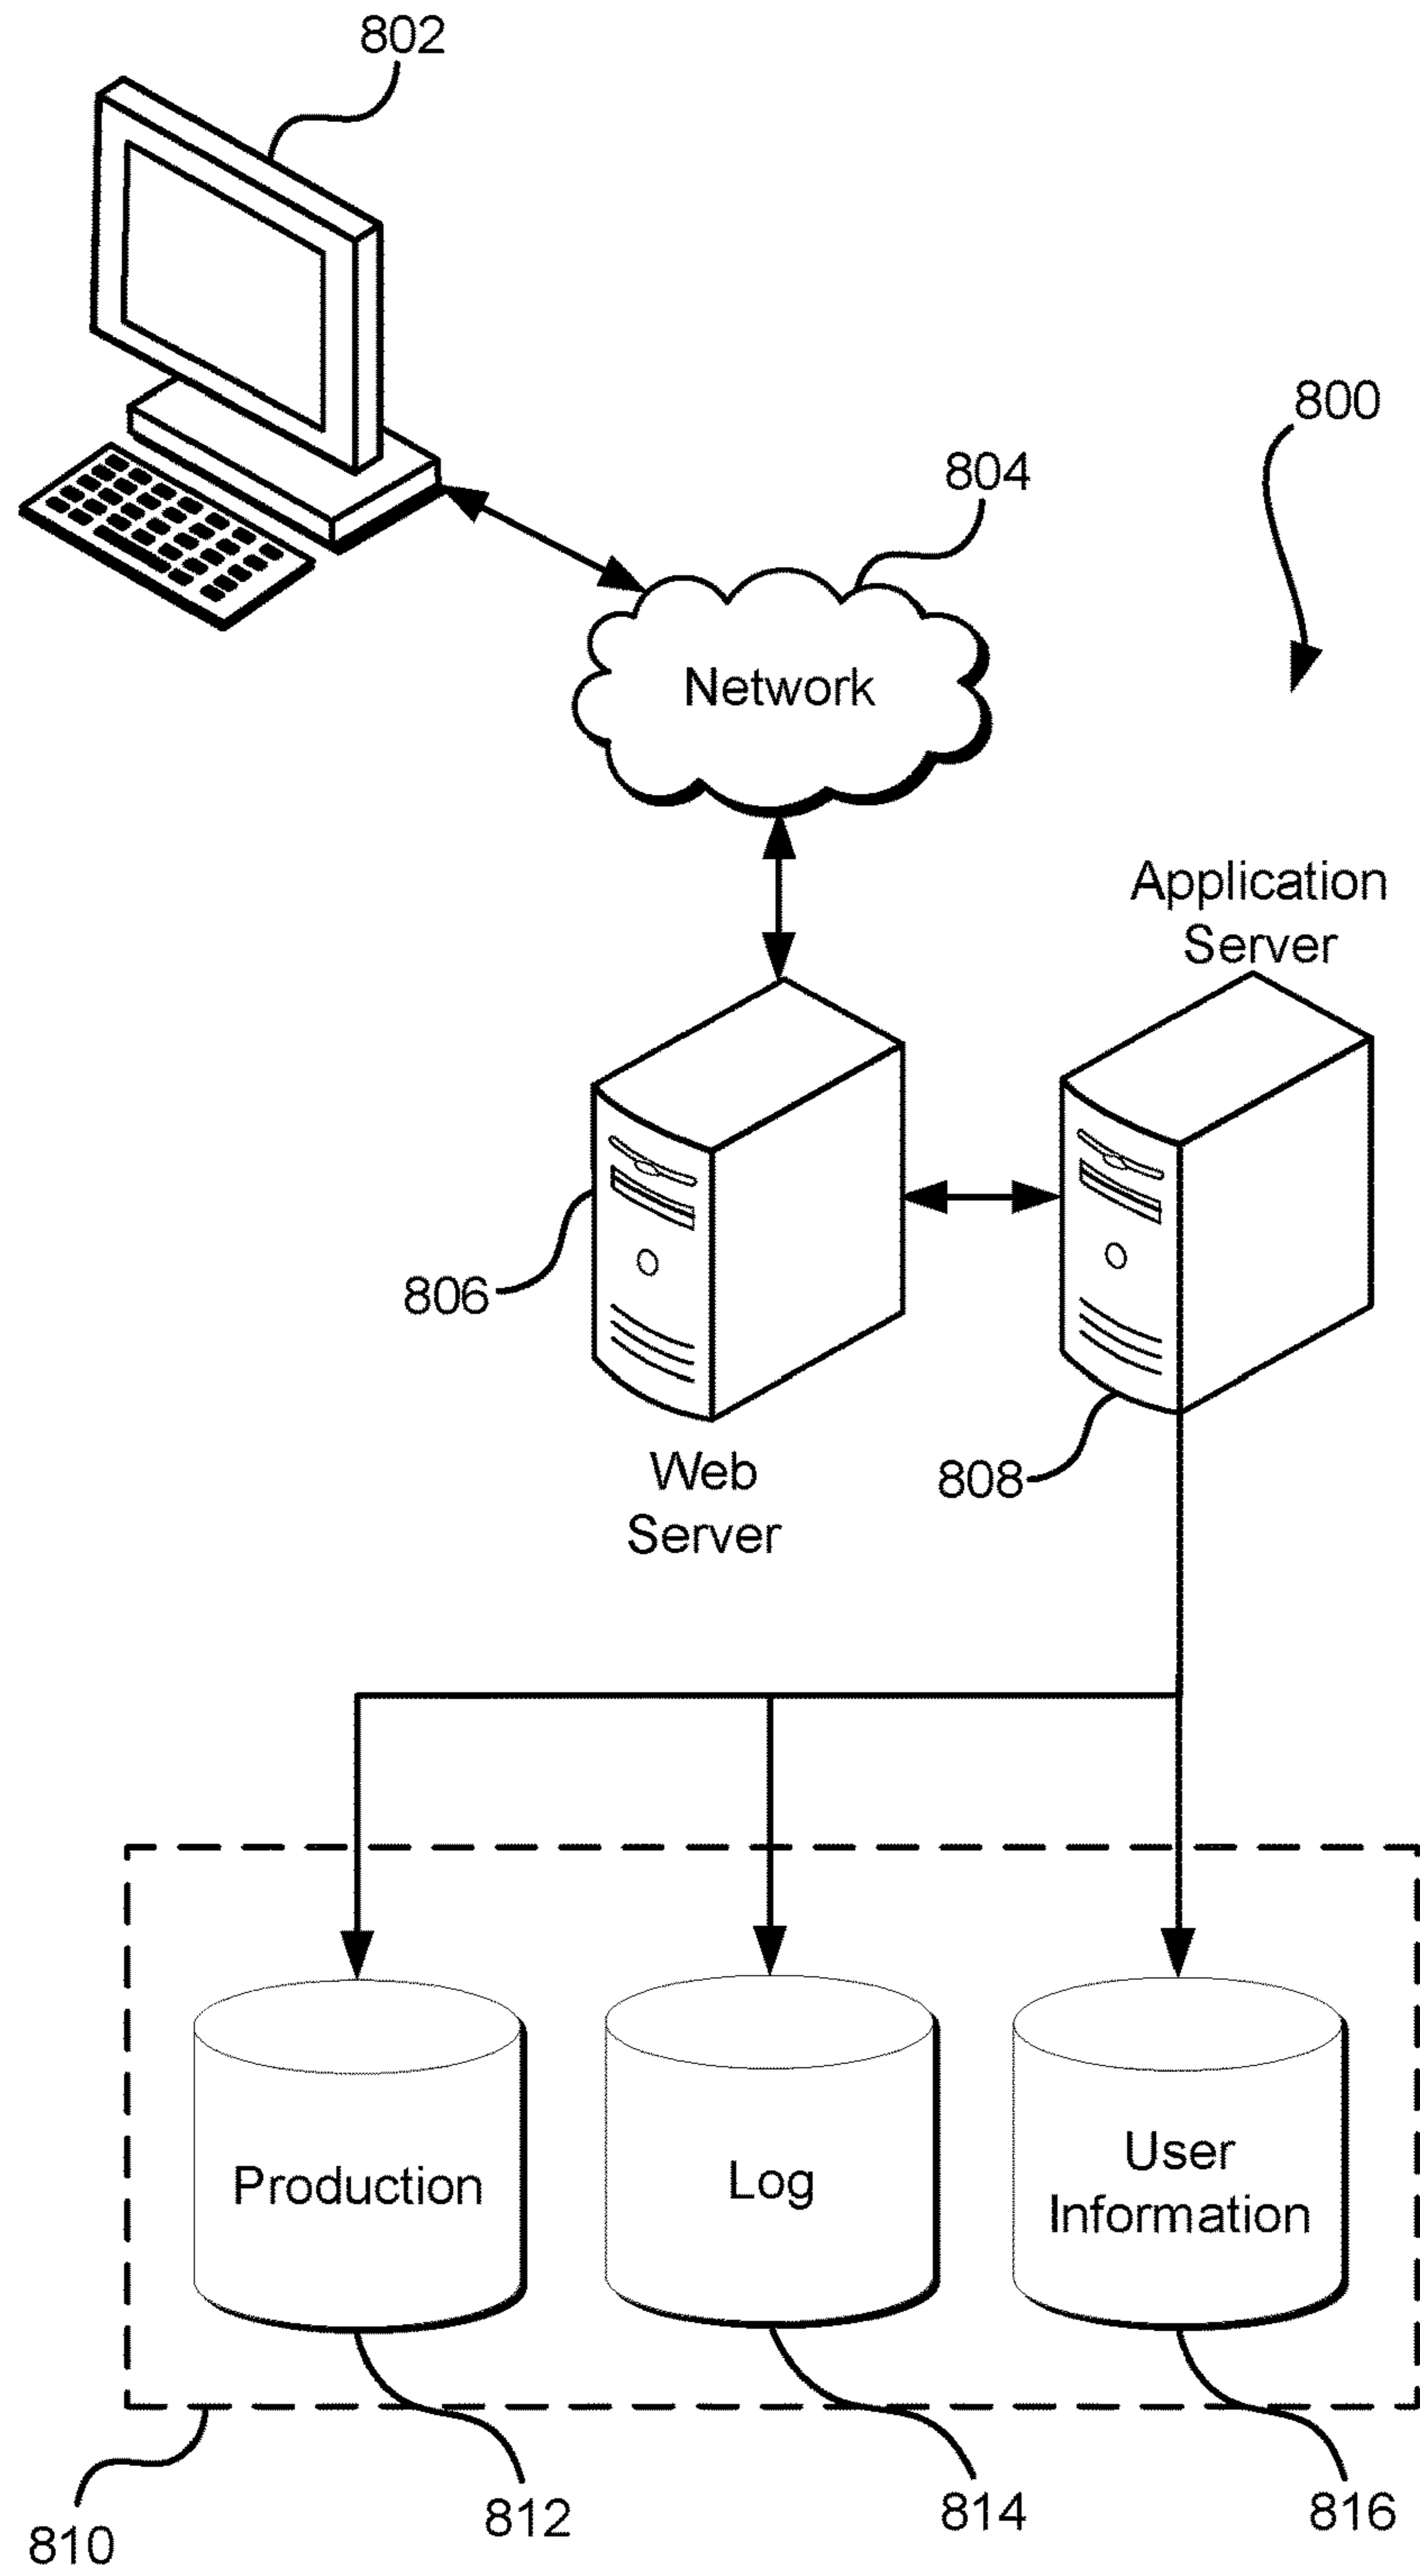 802
800
804
Network
Application
Server
806
Web
Server
808
Production
Log
User
Information
810
812
814
816